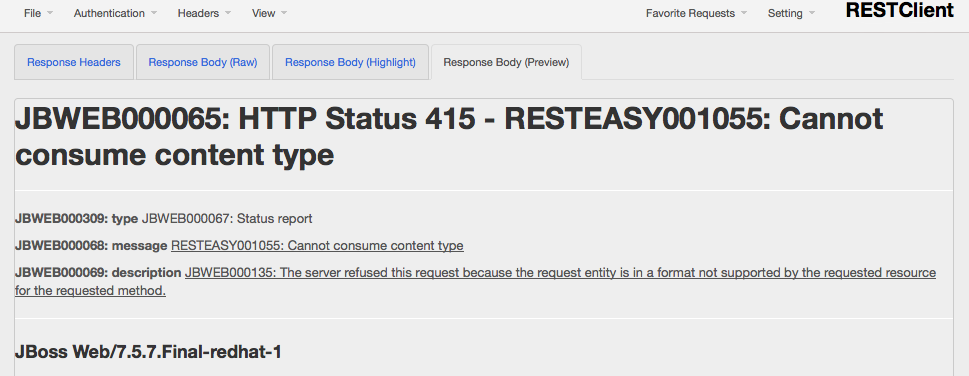 File Authentication Headers View Favorite Requests Setting RESTClient
Response Headers Response Body (Raw) Response Body (Highlight) Response Body (Preview)
JBWEB000065: HTTP Status 415 - RESTEASY001055: Cannot
consume content type
JBWEB000309: type JBWEB000067: Status report
JBWEB000068: message RESTEASY001055: Cannot consume content type
JBWEB000069: description JBWEB000135: The server refused this request because the request entity is in a format not supported by the requested resource
for the requested method.
JBoss Web/7.5.7.Final-redhat-1